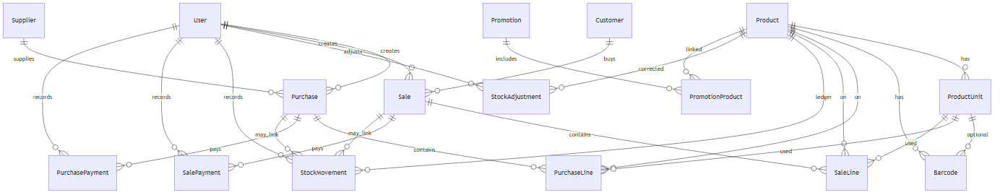 Supplier
User
Promotion
Customer
Product
creates
creates
adjusts
linked
supplies
includes
buys
has
corrected
Purchase
Sale
StockAdjustment
PromotionProduct
ProductUnit
records
records
records
ledger
on
on
has
may_link
may_link
contains
optional
pays
pays
contains
used
used
PurchasePayment
SalePayment
StockMovement
PurchaseLine
SaleLine
Barcode